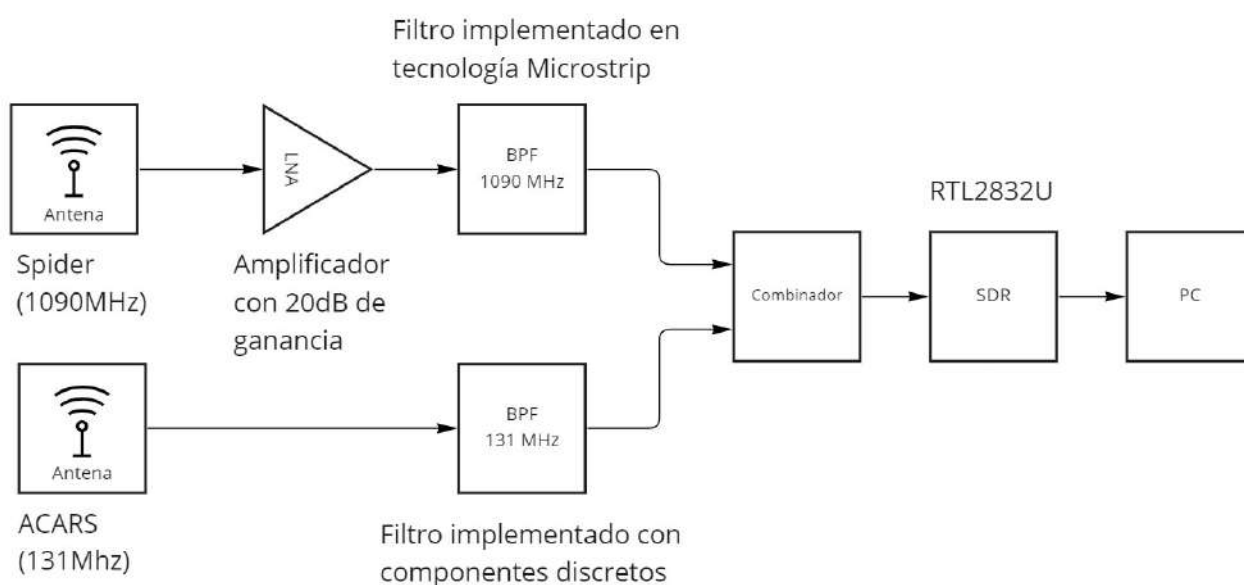 Filtro implementado en
tecnología Microstrip
Antena
Spider
(1090MHz)
LNA
Amplificador
con 20dB de
ganancia
BPF
1090 MHz
Combinador
RTL2832U
SDR
PC
Antena
ACARS
(131Mhz)
BPF
131 MHz
Filtro implementado con
componentes discretos